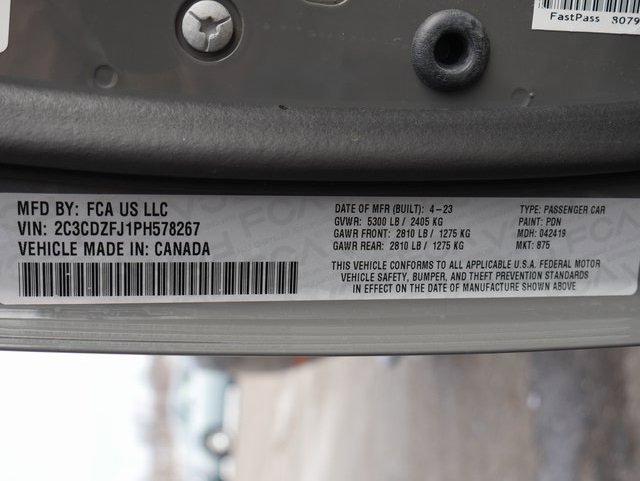 FastPass 8079
MFD BY: FCA US LLC
VIN: 2C3CDZFJ1PH578267
VEHICLE MADE IN: CANADA
DATE OF MFR (BUILT): 4-23
GVWR: 5300 LB / 2405 KG
GAWR FRONT: 2810 LB / 1275 KG
GAWR REAR: 2810 LB / 1275 KG
TYPE: PASSENGER CAR
PAINT: PDN
MDH: 042419
MKT: 875
THIS VEHICLE CONFORMS TO ALL APPLICABLE U.S.A. FEDERAL MOTOR
VEHICLE SAFETY, BUMPER, AND THEFT PREVENTION STANDARDS
IN EFFECT ON THE DATE OF MANUFACTURE SHOWN ABOVE